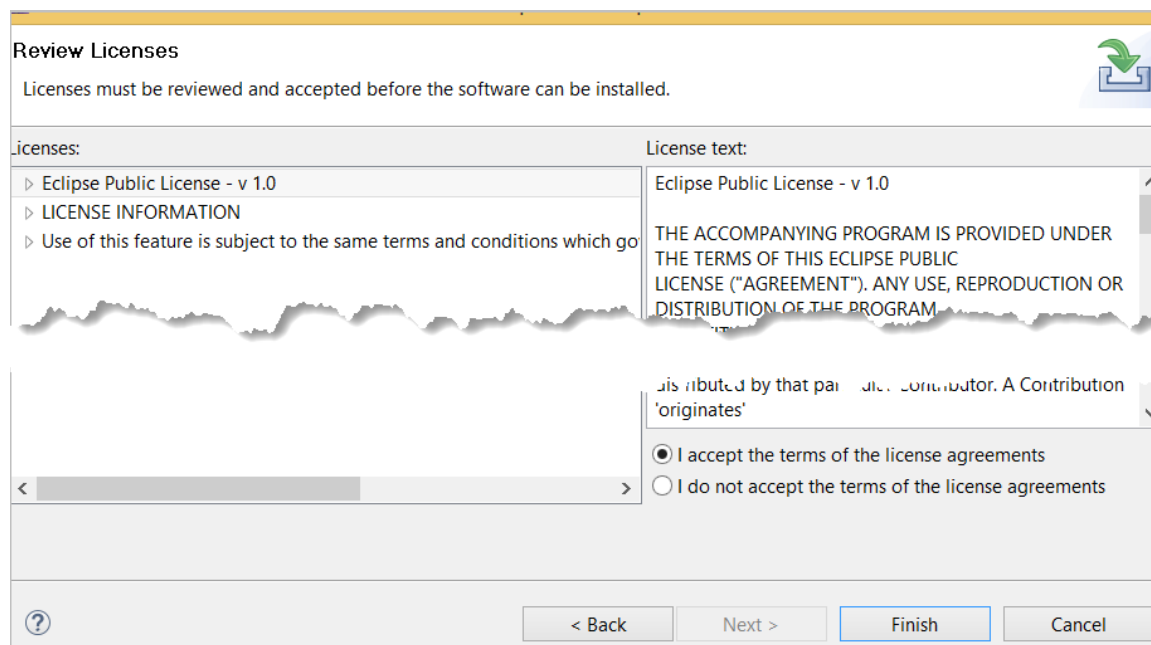 Review Licenses
Licenses must be reviewed and accepted before the software can be installed.
Licenses:
License text:
Eclipse Public License - v 1.0
LICENSE INFORMATION
Use of this feature is subject to the same terms and conditions which go
Eclipse Public License - v 1.0
THE ACCOMPANYING PROGRAM IS PROVIDED UNDER
THE TERMS OF THIS ECLIPSE PUBLIC
LICENSE ("AGREEMENT"). ANY USE, REPRODUCTION OR
DISTRIBUTION OF THE PROGRAM
by that Contributor. A Contribution
'originates'
I accept the terms of the license agreements
I do not accept the terms of the license agreements
< Back
Next >
Finish
Cancel